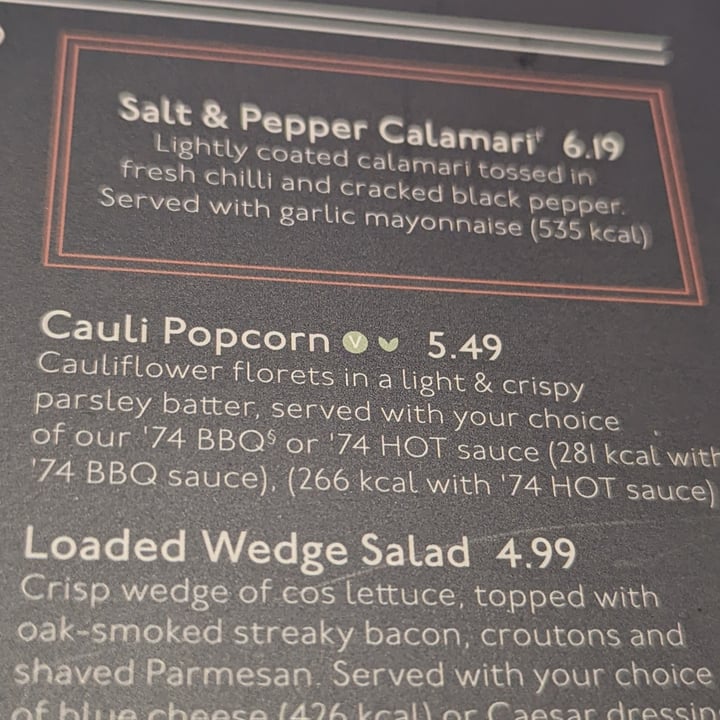 Salt & Pepper Calamari† 6.19
Lightly coated calamari tossed in
fresh chilli and cracked black pepper.
Served with garlic mayonnaise (535 kcal)
Cauli Popcorn V 5.49
Cauliflower florets in a light & crispy
parsley batter, served with your choice
of our '74 BBQ§ or '74 HOT sauce (281 kcal with
'74 BBQ sauce), (266 kcal with '74 HOT sauce)
Loaded Wedge Salad 4.99
Crisp wedge of cos lettuce, topped with
oak-smoked streaky bacon, croutons and
shaved Parmesan. Served with your choice
of blue cheese (426 kcal) or Caesar dressing